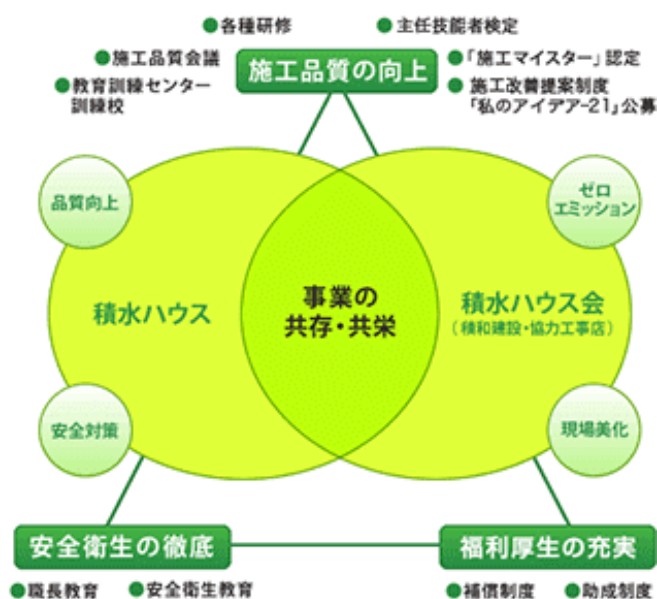 ●各種研修
●主任技能者検定
●施工品質会議
●「施工マイスター」認定
●教育訓練センター
訓練校
施工品質の向上
●施工改善提案制度
「私のアイデア-21」公募
品質向上
ゼロ
エミッション
積水ハウス
事業の
共存・共栄
積水ハウス会
(積和建設・協力工事店)
安全対策
現場美化
安全衛生の徹底
福利厚生の充実
●職長教育
●安全衛生教育
●補償制度
●助成制度